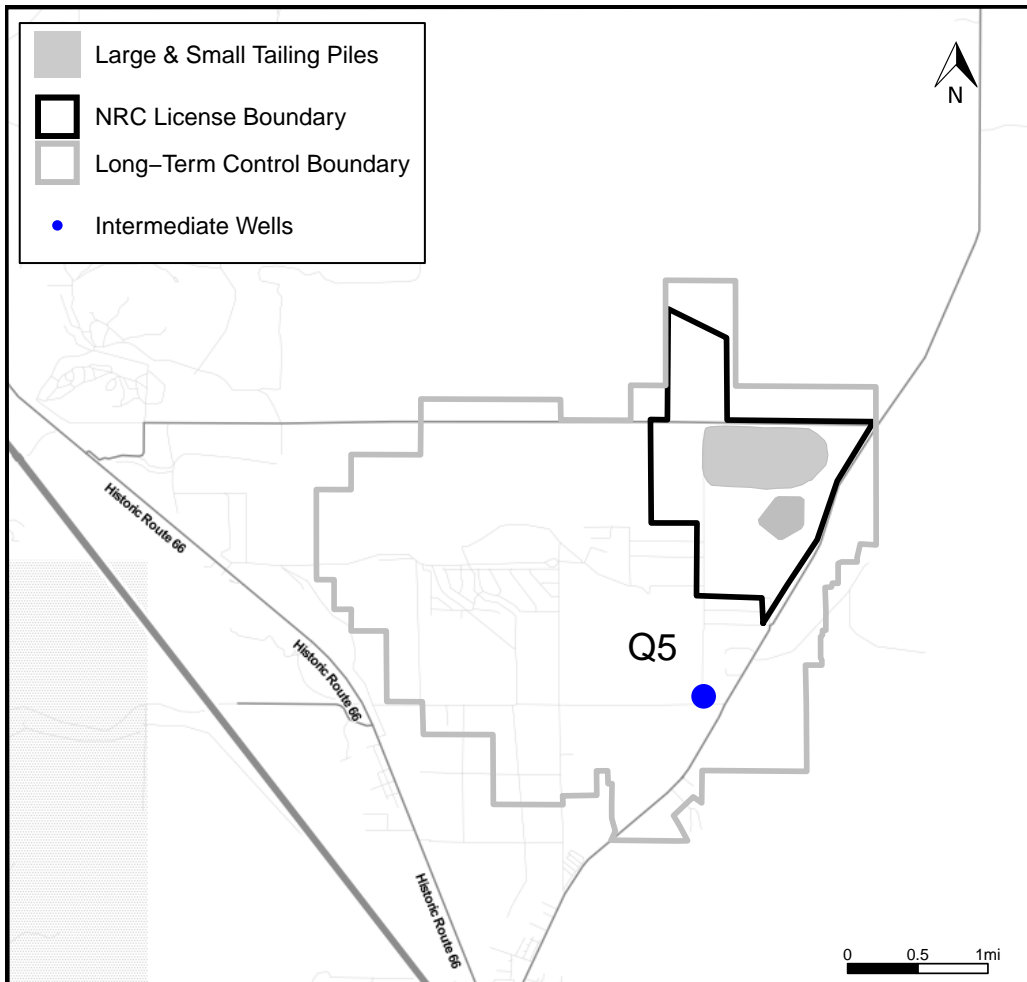 Large & Small Tailing Piles
NRC License Boundary
Long−Term Control Boundary
Intermediate Wells
N
Historic Route 66
Historic Route 66
Q5
Historic Route 66
0 0.5 1mi